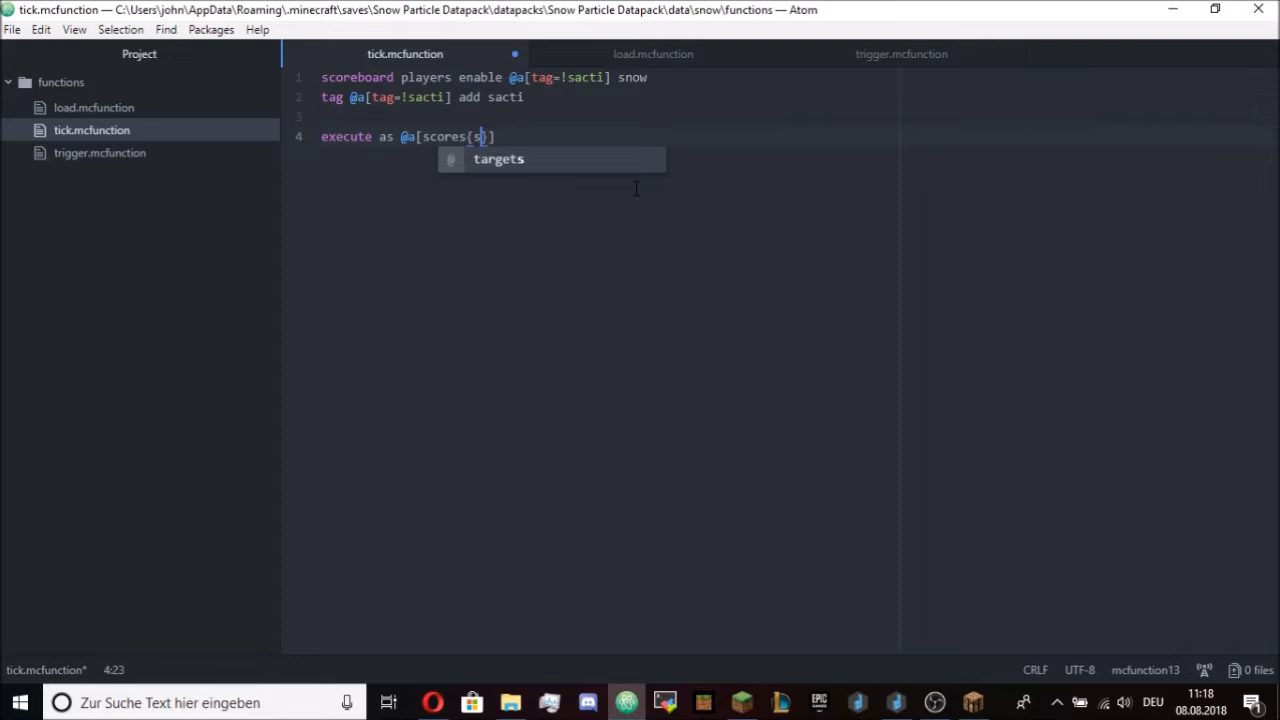 tick.mcfunction — C:\Users\john\AppData\Roaming\.minecraft\saves\Snow Particle Datapack\datapacks\Snow Particle Datapack\data\snow\functions — Atom
File Edit View Selection Find Packages Help
Project
tick.mcfunction
load.mcfunction
trigger.mcfunction
functions
load.mcfunction
tick.mcfunction
trigger.mcfunction
1 scoreboard players enable @a[tag=!sacti] snow
2 tag @a[tag=!sacti] add sacti
3
4 execute as @a[scores{s}]
@ targets
tick.mcfunction* 4:23
CRLF UTF-8 mcfunction13 0 files
Zur Suche Text hier eingeben
EPIC GAMES
DEU
11:18
08.08.2018
1